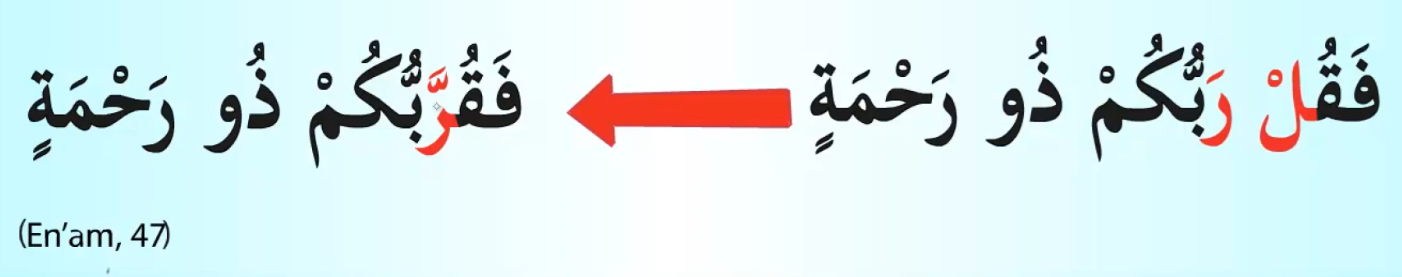 فَقُلْ رَبُّكُمْ ذُو رَحْمَةٍ
فَقُرَّبُّكُمْ ذُو رَحْمَةٍ
(En'am, 47)